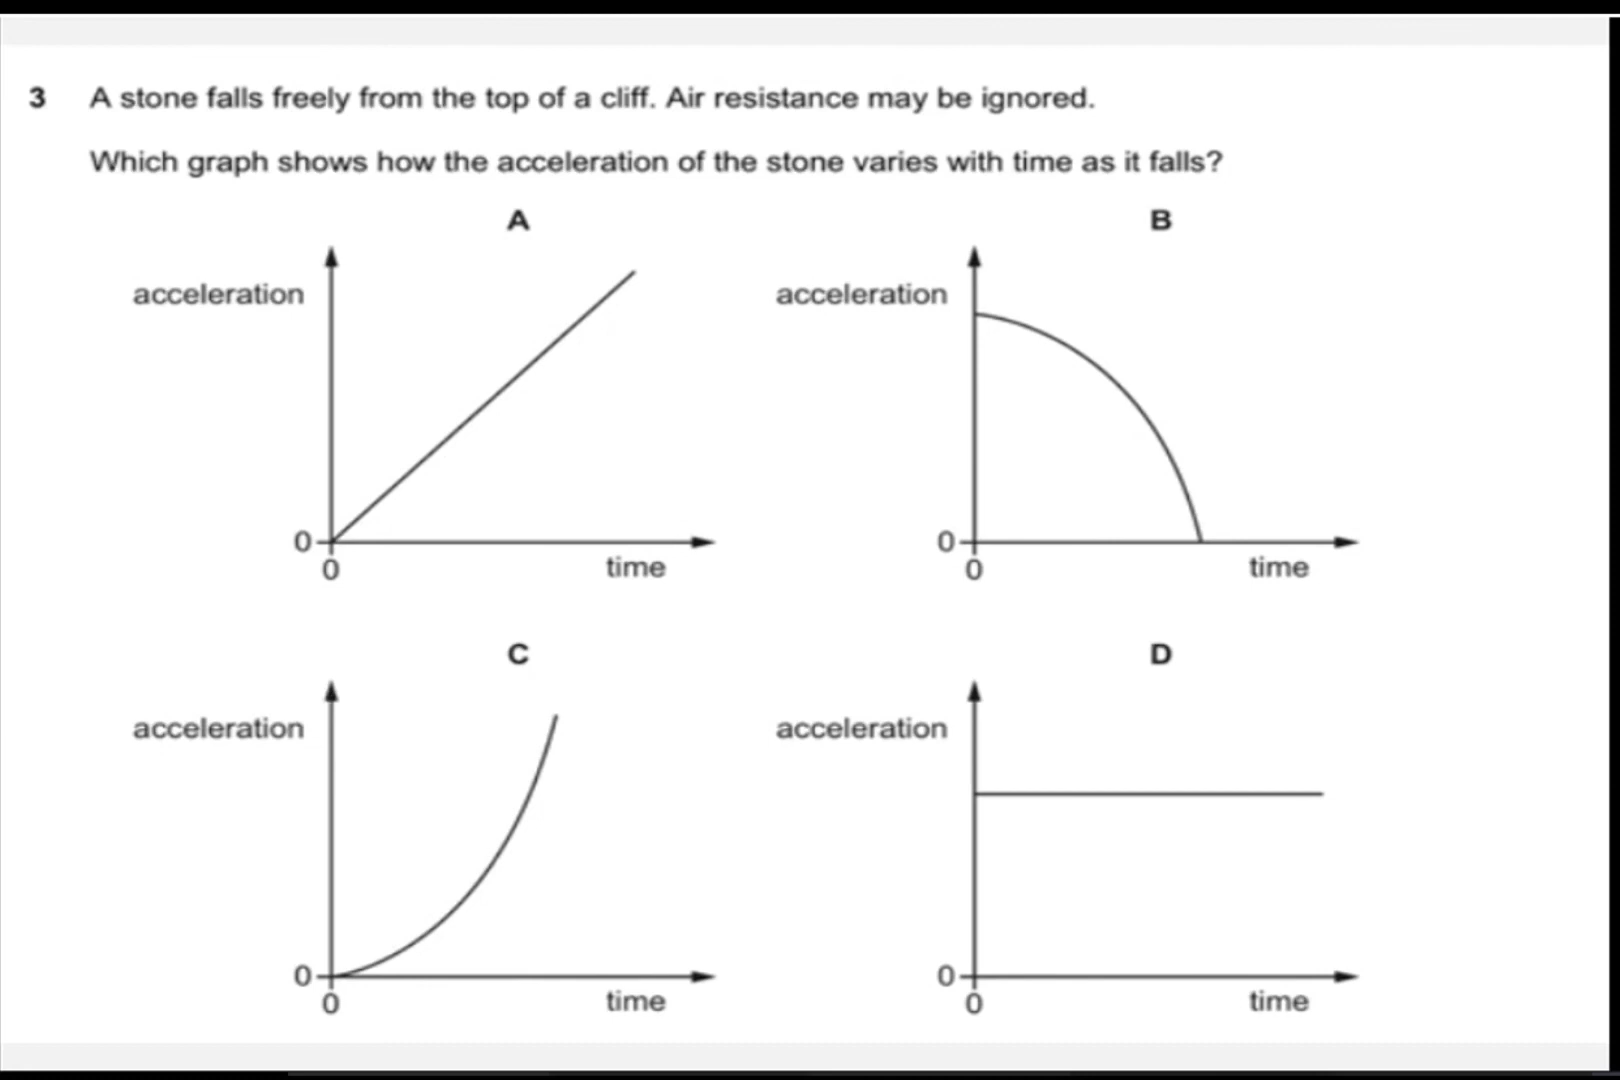 3 A stone falls freely from the top of a cliff. Air resistance may be ignored.
Which graph shows how the acceleration of the stone varies with time as it falls?
A
acceleration
0
0
time
B
acceleration
0
0
time
C
acceleration
0
0
time
D
acceleration
0
0
time